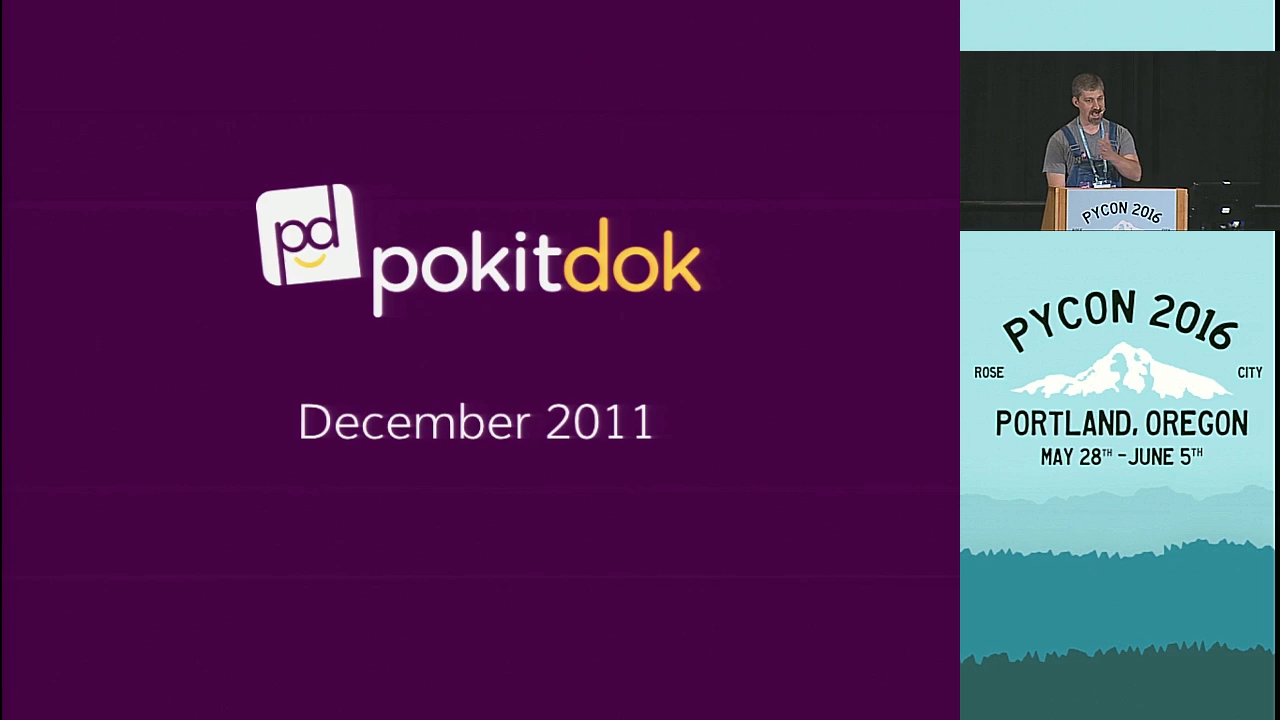 pd
pokitdok
December 2011
PYCON 2016
PYCON 2016
ROSE
CITY
PORTLAND, OREGON
MAY 28TH - JUNE 5TH